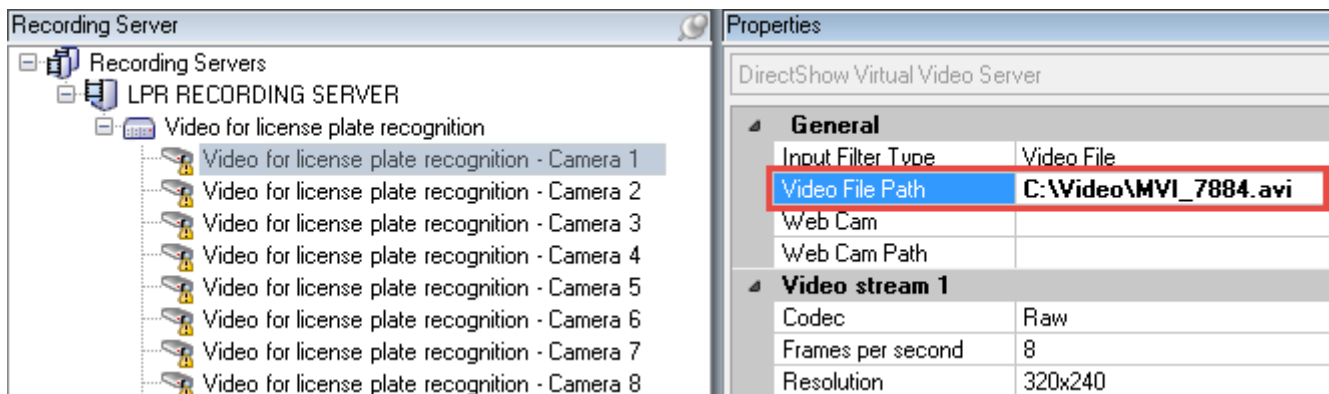 Recording Server
Recording Servers
LPR RECORDING SERVER
Video for license plate recognition
Video for license plate recognition - Camera 1
Video for license plate recognition - Camera 2
Video for license plate recognition - Camera 3
Video for license plate recognition - Camera 4
Video for license plate recognition - Camera 5
Video for license plate recognition - Camera 6
Video for license plate recognition - Camera 7
Video for license plate recognition - Camera 8
Properties
DirectShow Virtual Video Server
General
Input Filter Type Video File
Video File Path C:\Video\MVI_7884.avi
Web Cam
Web Cam Path
Video stream 1
Codec Raw
Frames per second 8
Resolution 320x240